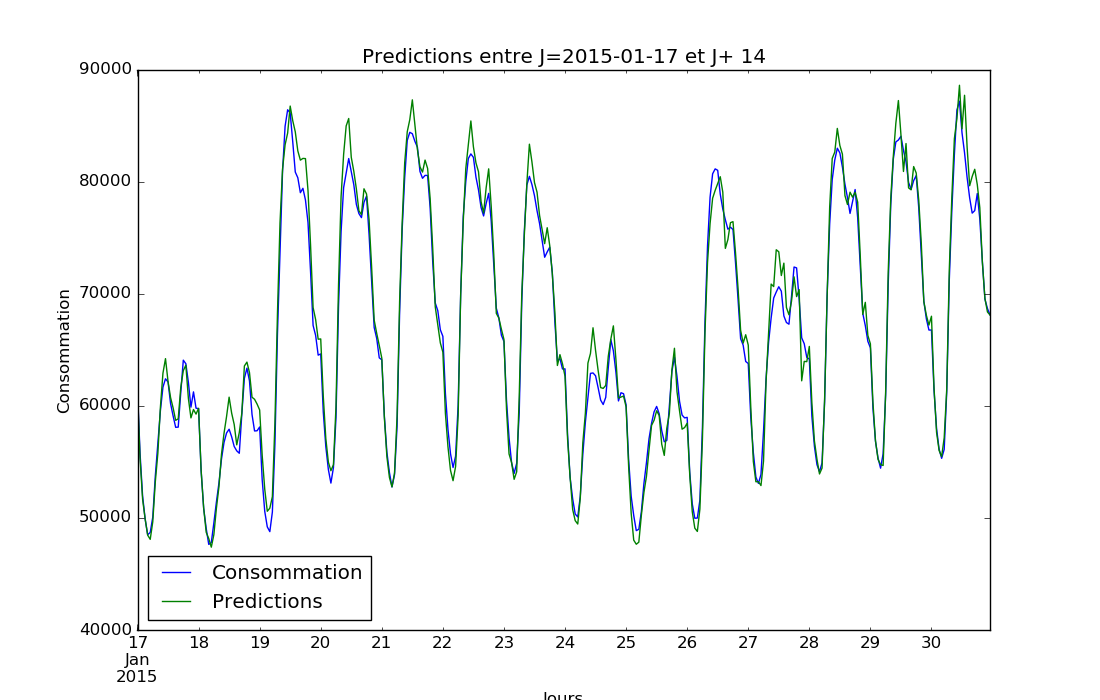 Predictions entre J=2015-01-17 et J+ 14
90000
80000
70000
60000
50000
40000
Consommation
Consommation
Predictions
17 18 19 20 21 22 23 24 25 26 27 28 29 30
Jan
2015
Jours